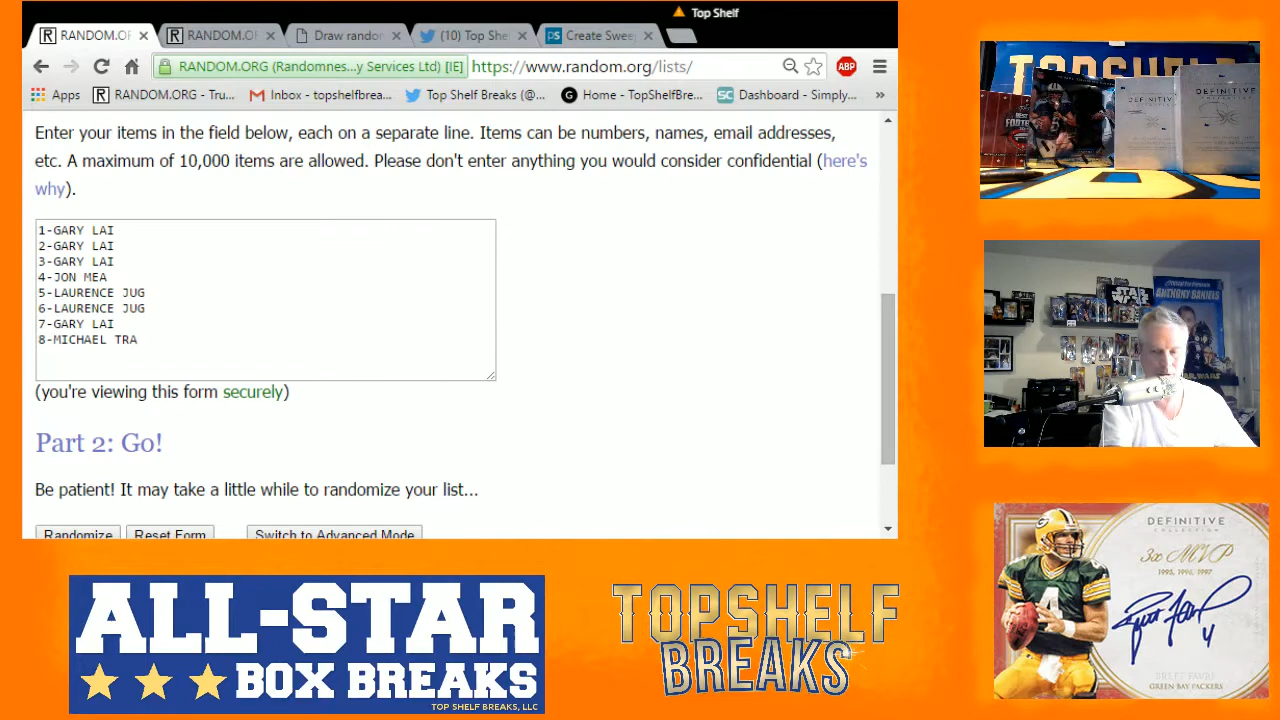 Top Shelf
RANDOM.OR
RANDOM.OR
Draw randor
(10) Top She
Create Swee
RANDOM.ORG (Randomnes...y Services Ltd) [IE]
https://www.random.org/lists/
ABP
Apps
RANDOM.ORG - Tru...
Inbox - topshelfbrea...
Top Shelf Breaks (@...
Home - TopShelfBre...
Dashboard - Simply...
»
Enter your items in the field below, each on a separate line. Items can be numbers, names, email addresses,
etc. A maximum of 10,000 items are allowed. Please don't enter anything you would consider confidential (here's
why).
1-GARY LAI
2-GARY LAI
3-GARY LAI
4-JON MEA
5-LAURENCE JUG
6-LAURENCE JUG
7-GARY LAI
8-MICHAEL TRA
(you're viewing this form securely)
Part 2: Go!
Be patient! It may take a little while to randomize your list...
Randomize
Reset Form
Switch to Advanced Mode
ALL-STAR
BOX BREAKS
TOP SHELF BREAKS, LLC
TOPSHELF
BREAKS
DEFINITIVE
DEFINITIVE
STAR
WARS
ANTHONY DANIELS
DEFINITIVE
COLLECTION
3x MVP
1995, 1996, 1997
4
BRETT FAVRE
GREEN BAY PACKERS